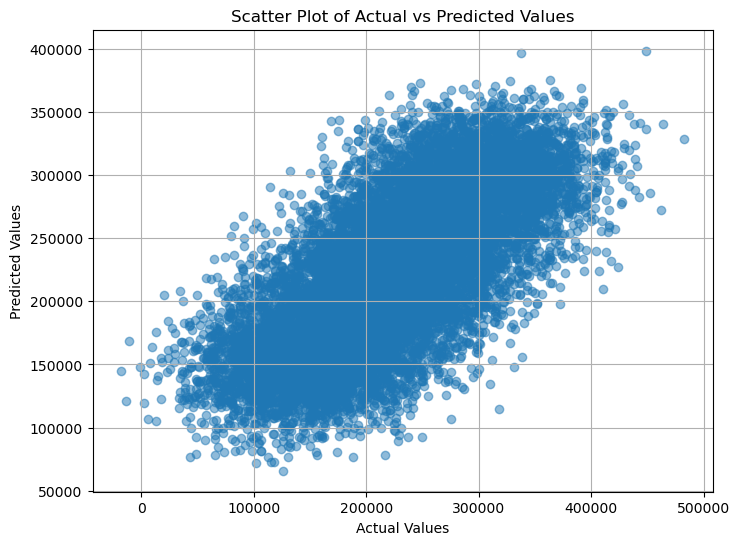 Scatter Plot of Actual vs Predicted Values
400000
350000
300000
250000
200000
150000
100000
50000
Predicted Values
0 100000 200000 300000 400000 500000
Actual Values